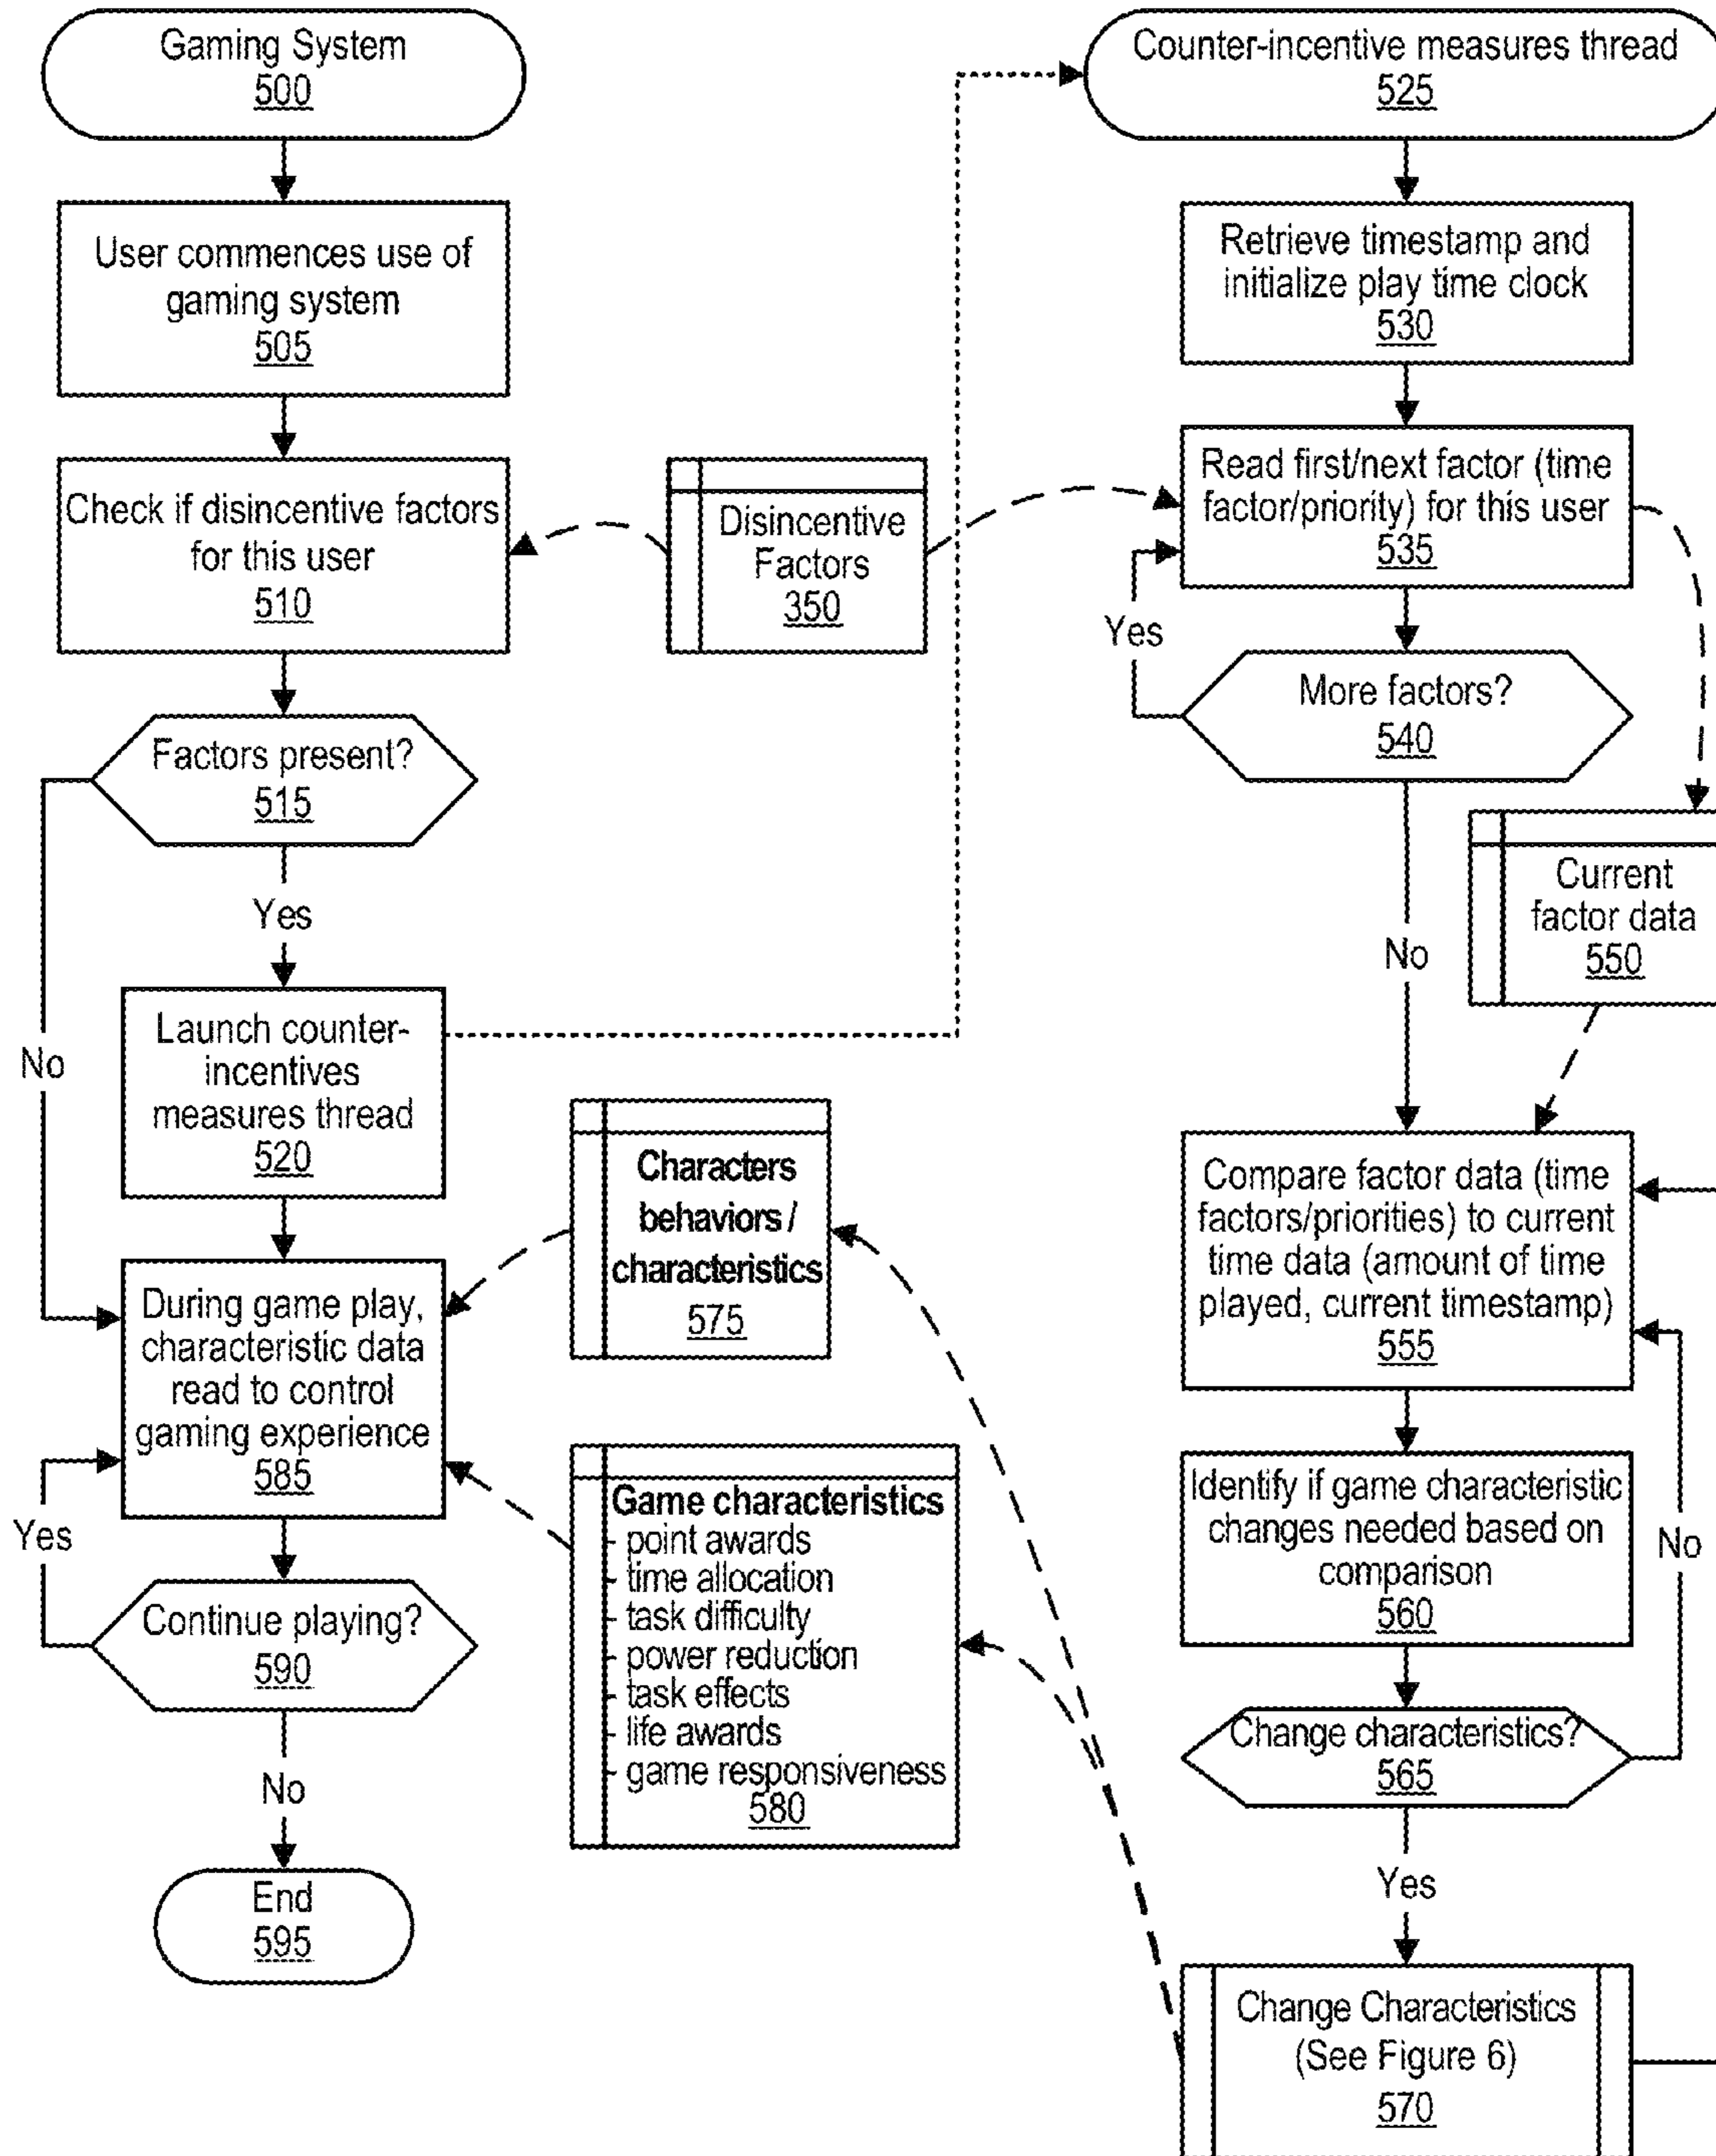 Gaming System
500
User commences use of
gaming system
505
Check if disincentive factors
for this user
510
Disincentive
Factors
350
Factors present?
515
Yes
No
Launch counter-
incentives
measures thread
520
During game play,
characteristic data
read to control
gaming experience
585
Yes
Continue playing?
590
No
End
595
Characters
behaviors /
characteristics
575
Game characteristics
- point awards
- time allocation
- task difficulty
- power reduction
- task effects
- life awards
- game responsiveness
580
Counter-incentive measures thread
525
Retrieve timestamp and
initialize play time clock
530
Read first/next factor (time
factor/priority) for this user
535
Yes
More factors?
540
No
Current
factor data
550
Compare factor data (time
factors/priorities) to current
time data (amount of time
played, current timestamp)
555
Identify if game characteristic
changes needed based on
comparison
560
No
Change characteristics?
565
Yes
Change Characteristics
(See Figure 6)
570